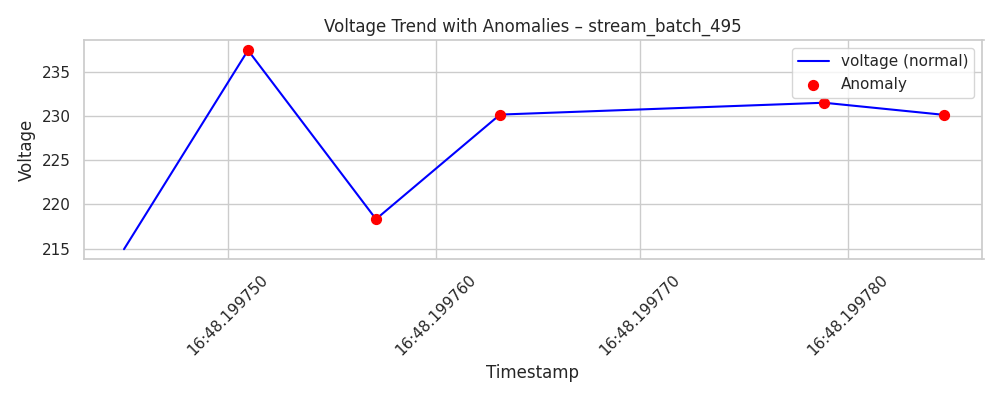 Voltage Trend with Anomalies – stream_batch_495
voltage (normal)
Anomaly
Voltage
235
230
225
220
215
16:48.199750
16:48.199760
16:48.199770
16:48.199780
Timestamp